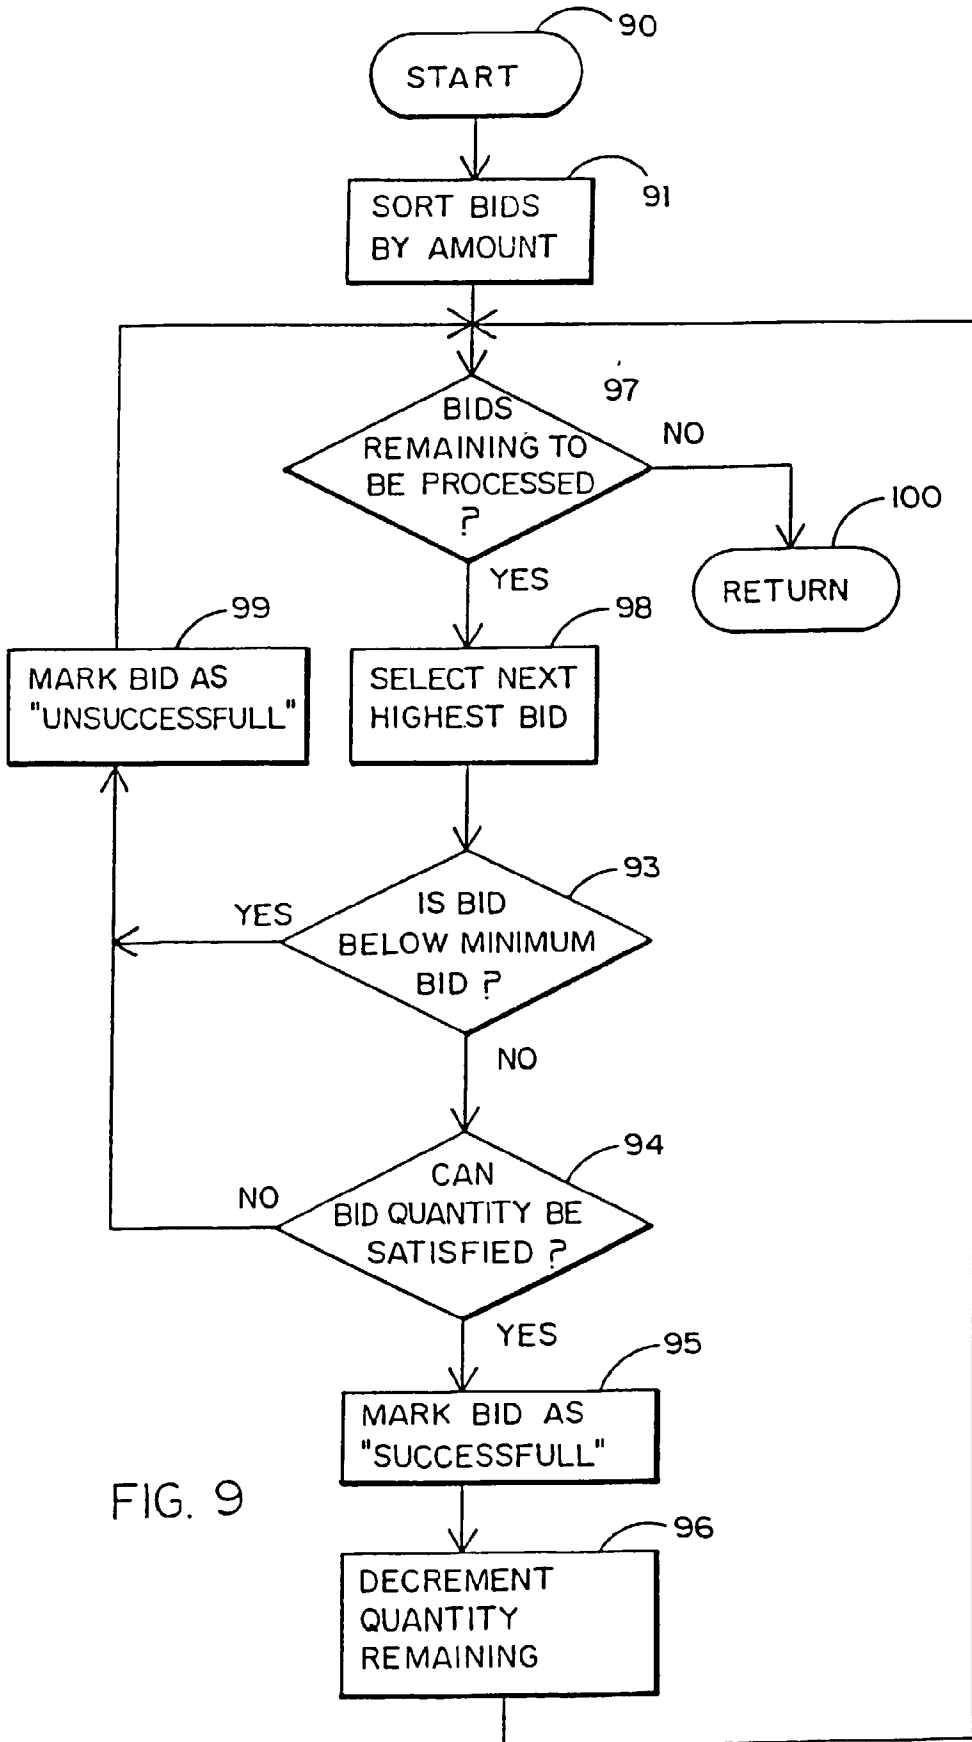 90
START
91
SORT BIDS
BY AMOUNT
97
BIDS
REMAINING TO
BE PROCESSED
?
NO
100
RETURN
YES
99
98
MARK BID AS
"UNSUCCESSFULL"
SELECT NEXT
HIGHEST BID
93
YES
IS BID
BELOW MINIMUM
BID ?
NO
94
NO
CAN
BID QUANTITY BE
SATISFIED ?
YES
95
MARK BID AS
"SUCCESSFULL"
FIG. 9
96
DECREMENT
QUANTITY
REMAINING